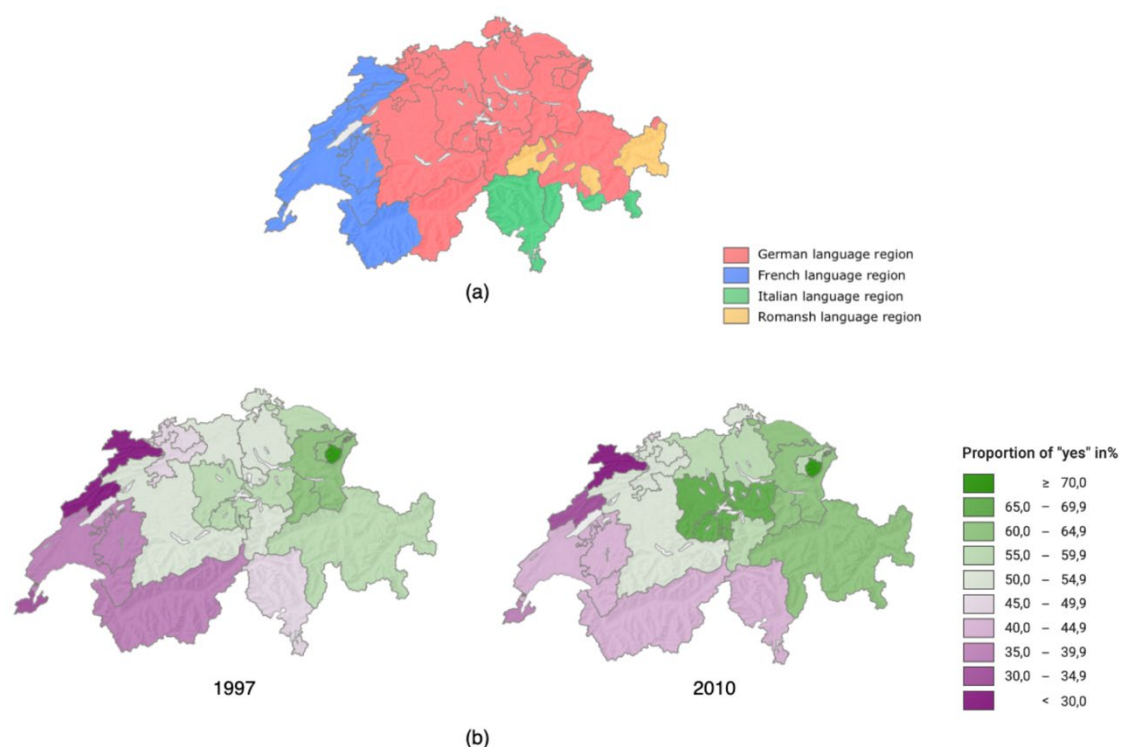 German language region
French language region
(a)
Italian language region
Romansh language region
Proportion of "yes" in%
≥ 70,0
65,0 – 69,9
60,0 – 64,9
55,0 – 59,9
50,0 – 54,9
45,0 – 49,9
40,0 – 44,9
35,0 – 39,9
30,0 – 34,9
< 30,0
1997
2010
(b)